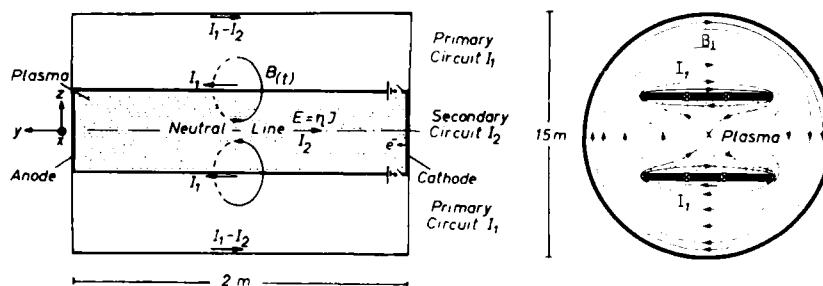 I₁-I₂
Primary
Circuit I₁
Plasma
z
I₁
B(t)
E=ηJ
Secondary
Circuit I₂
y
x
Neutral Line
I₂
e⁻
Anode
Cathode
I₁
Primary
Circuit I₁
I₁-I₂
2 m
15 m
B⊥
I₁
Plasma
I₁